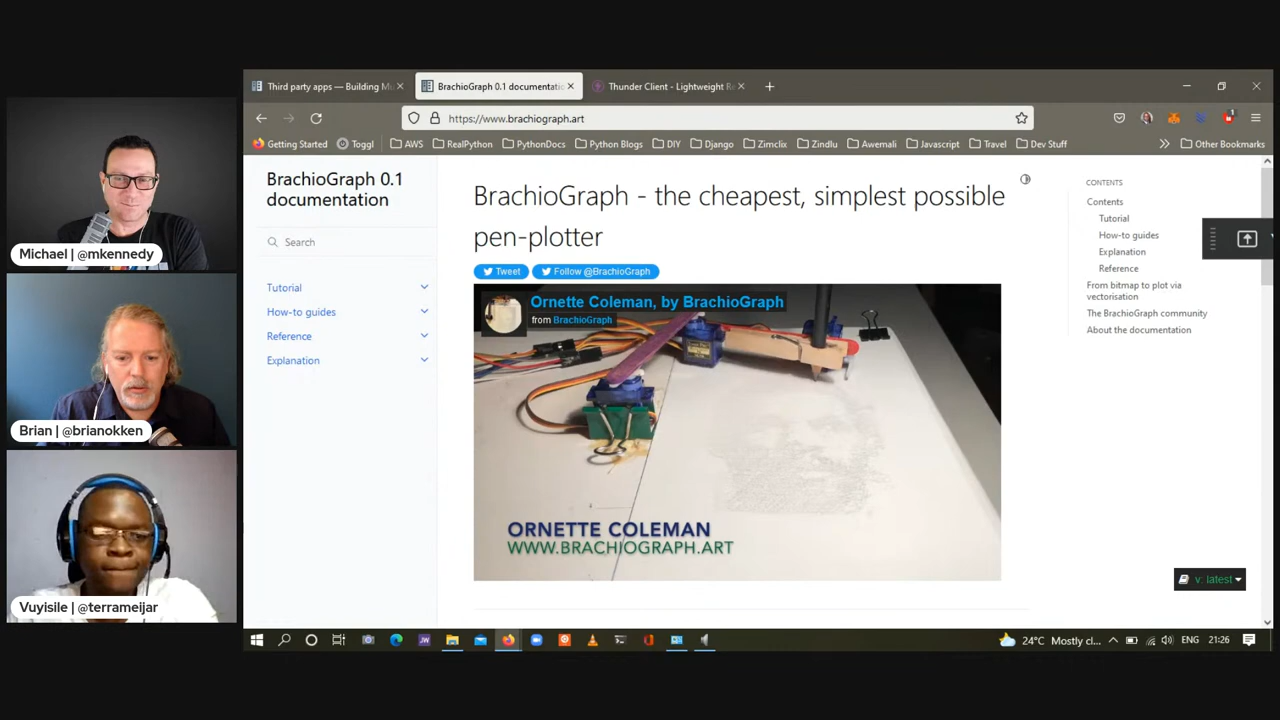 Third party apps — Building Mu
BrachioGraph 0.1 documentatio
Thunder Client - Lightweight Re
https://www.brachiograph.art
1
Getting Started
Toggl
AWS
RealPython
PythonDocs
Python Blogs
DIY
Django
Zimclix
Zindlu
Awemali
Javascript
Travel
Dev Stuff
Other Bookmarks
Michael | @mkennedy
Brian | @brianokken
Vuyisile | @terrameijar
BrachioGraph 0.1
documentation
Search
Tutorial
How-to guides
Reference
Explanation
BrachioGraph - the cheapest, simplest possible
pen-plotter
Tweet
Follow @BrachioGraph
Ornette Coleman, by BrachioGraph
from BrachioGraph
ORNETTE COLEMAN
WWW.BRACHIOGRAPH.ART
CONTENTS
Contents
Tutorial
How-to guides
Explanation
Reference
From bitmap to plot via
vectorisation
The BrachioGraph community
About the documentation
v: latest
JW
24°C Mostly cl...
ENG
21:26